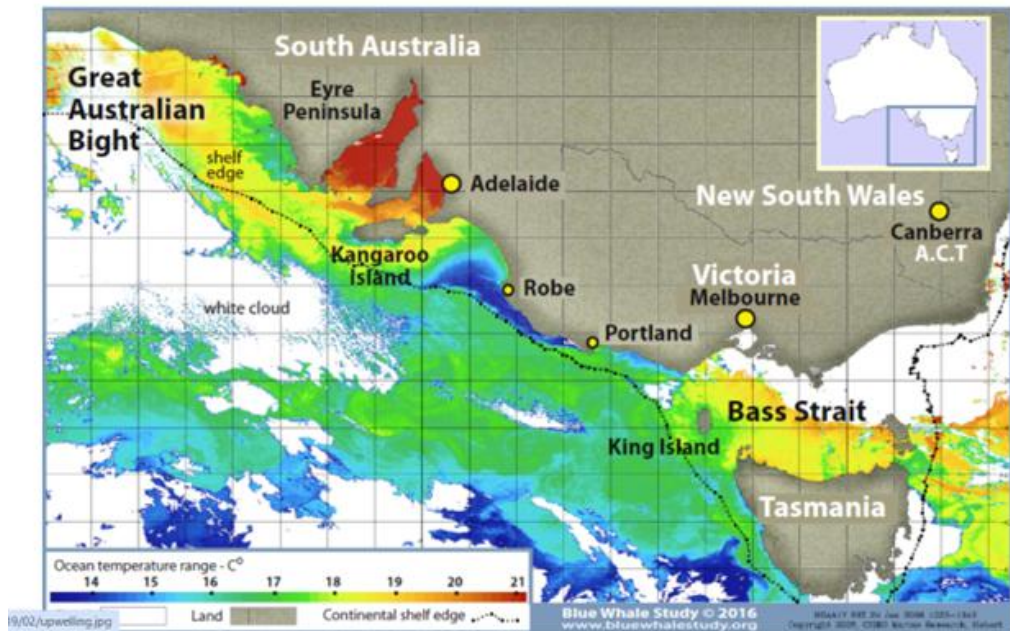 South Australia
Great
Australian
Bight
Eyre
Peninsula
shelf
edge
Adelaide
New South Wales
Canberra
A.C.T
Kangaroo
Island
Robe
Victoria
Melbourne
white cloud
Portland
Bass Strait
King Island
Tasmania
Ocean temperature range - C°
14 15 16 17 18 19 20 21
Land
Continental shelf edge
Blue Whale Study © 2016
www.bluewhalestudy.org
9/02/upwelling.jpg